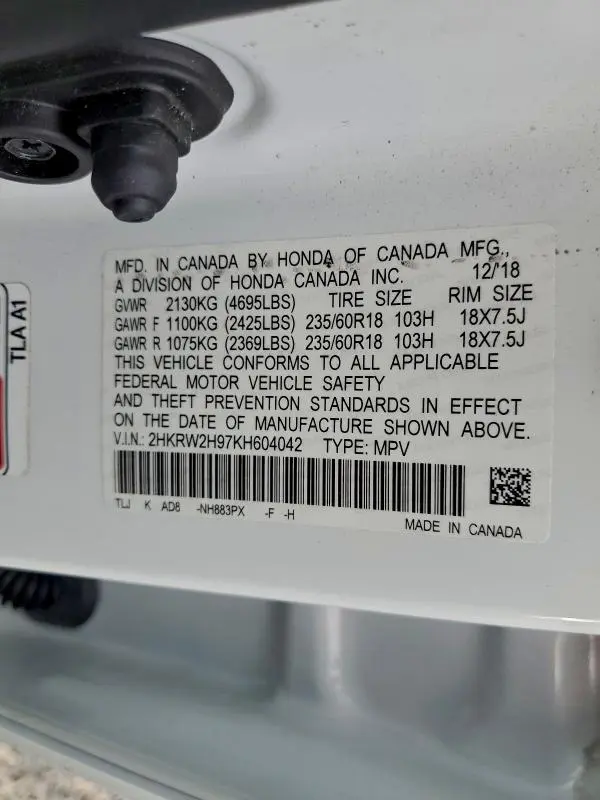 MFD. IN CANADA BY HONDA OF CANADA MFG.,
A DIVISION OF HONDA CANADA INC. 12/18
GVWR 2130KG (4695LBS) TIRE SIZE RIM SIZE
GAWR F 1100KG (2425LBS) 235/60R18 103H 18X7.5J
GAWR R 1075KG (2369LBS) 235/60R18 103H 18X7.5J
THIS VEHICLE CONFORMS TO ALL APPLICABLE
FEDERAL MOTOR VEHICLE SAFETY
AND THEFT PREVENTION STANDARDS IN EFFECT
ON THE DATE OF MANUFACTURE SHOWN ABOVE.
V.I.N.: 2HKRW2H97KH604042 TYPE: MPV
TLJ K AD8 -NH883PX -F -H
MADE IN CANADA
TLA A1